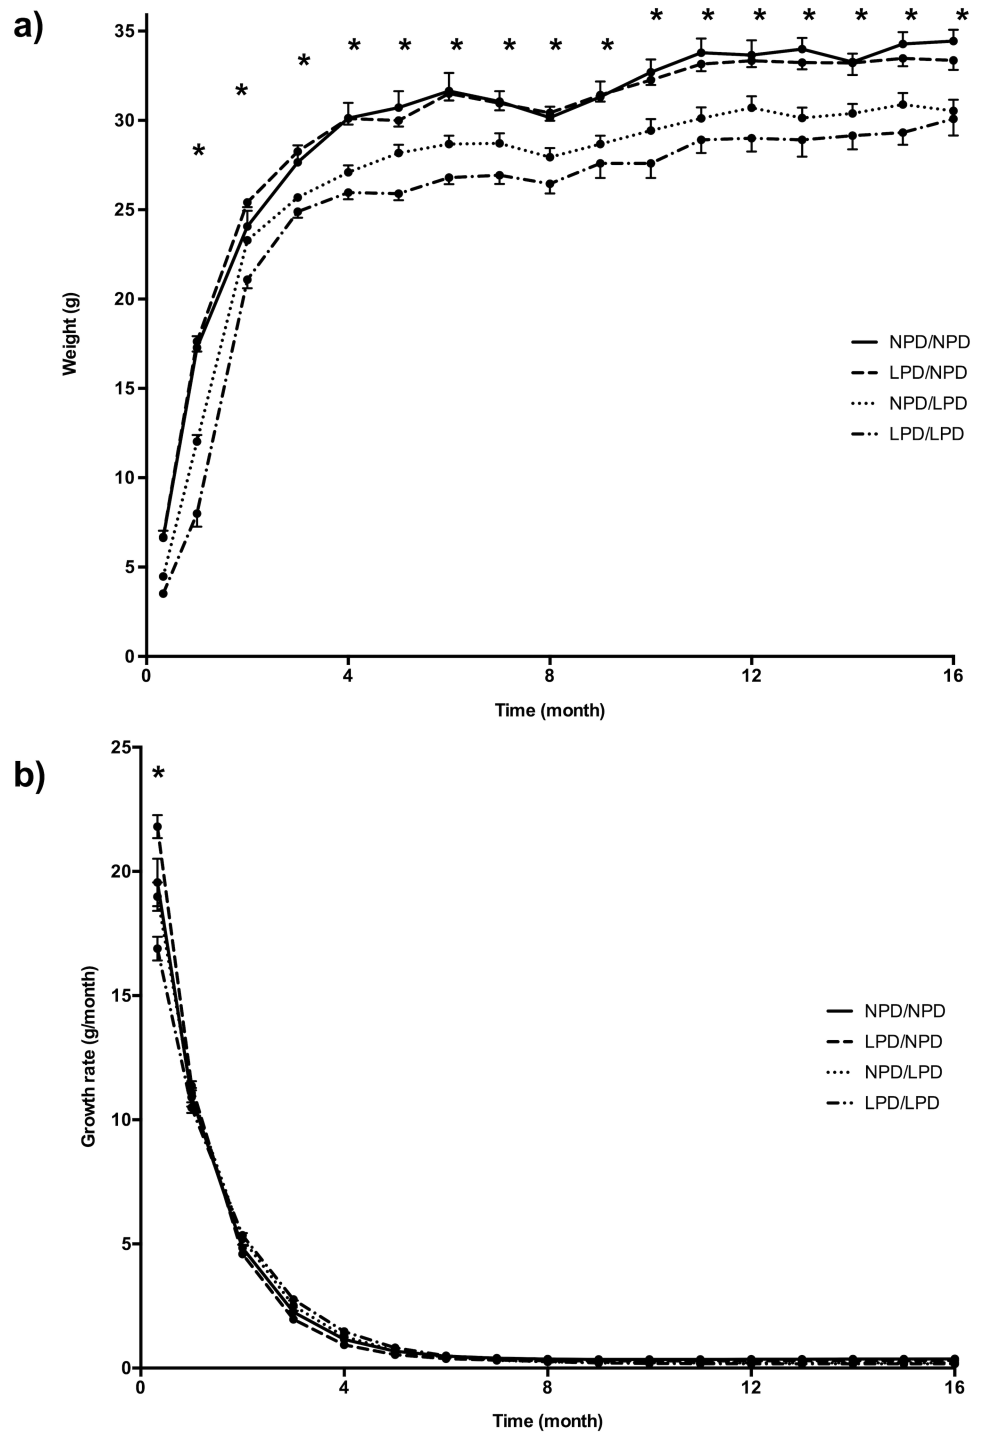 a)
* * * * * * *
* * * * * *
*
*
*
35
30
25
20
15
10
5
0
Weight (g)
NPD/NPD
LPD/NPD
NPD/LPD
LPD/LPD
0 4 8 12 16
Time (month)
b)
*
25
20
15
10
5
0
Growth rate (g/month)
NPD/NPD
LPD/NPD
NPD/LPD
LPD/LPD
0 4 8 12 16
Time (month)